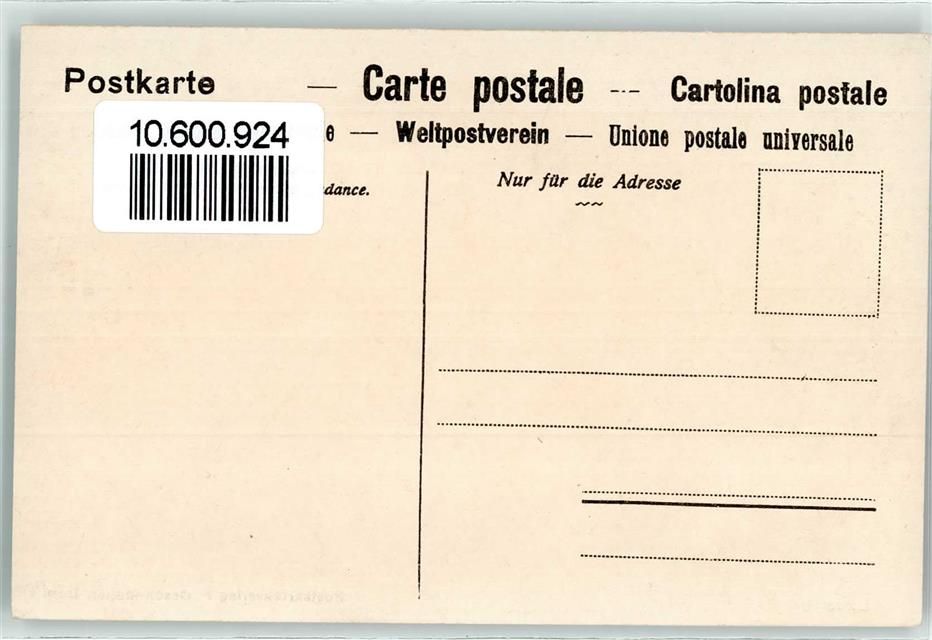 Postkarte — Carte postale -- Cartolina postale
10.600.924
e — Weltpostverein — Unione postale universale
dance.
Nur für die Adresse